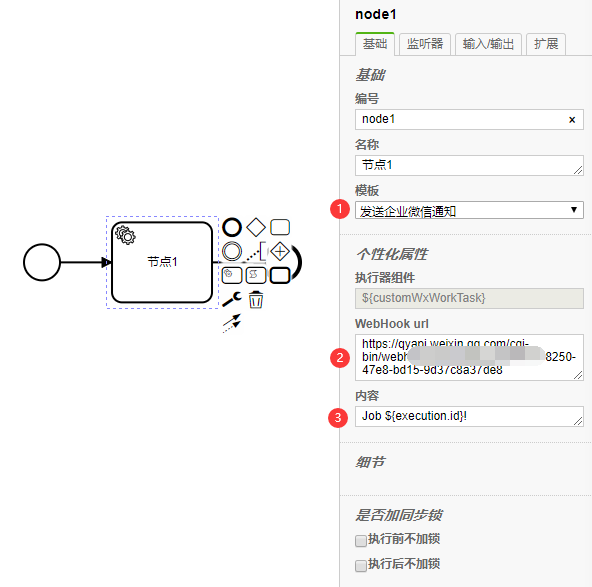 node1
基础 监听器 输入/输出 扩展
基础
编号
node1
名称
节点1
模板
1 发送企业微信通知
个性化属性
执行器组件
${customWxWorkTask}
WebHook url
https://qyapi.weixin.qq.com/cgi-
2 bin/webh 8250-
47e8-bd15-9d37c8a37de8
内容
3 Job ${execution.id}!
细节
是否加同步锁
执行前不加锁
执行后不加锁
节点1